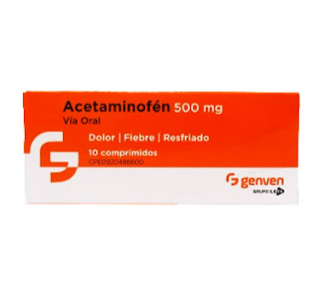 Acetaminofén 500 mg
Vía Oral
Dolor | Fiebre | Resfriado
10 comprimidos
genven